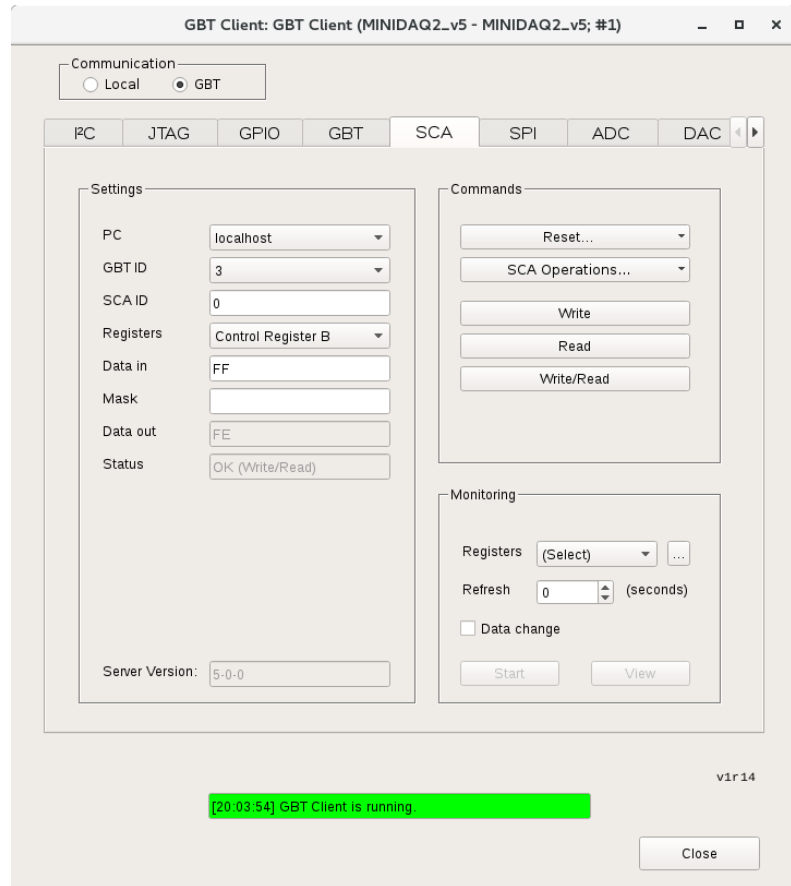 GBT Client: GBT Client (MINIDAQ2_v5 - MINIDAQ2_v5; #1)
Communication
Local GBT
I²C JTAG GPIO GBT SCA SPI ADC DAC
Settings
PC localhost
GBT ID 3
SCA ID 0
Registers Control Register B
Data in FF
Mask
Data out FE
Status OK (Write/Read)
Server Version: 5-0-0
Commands
Reset...
SCA Operations...
Write
Read
Write/Read
Monitoring
Registers (Select) ...
Refresh 0 (seconds)
Data change
Start View
v1r14
[20:03:54] GBT Client is running.
Close